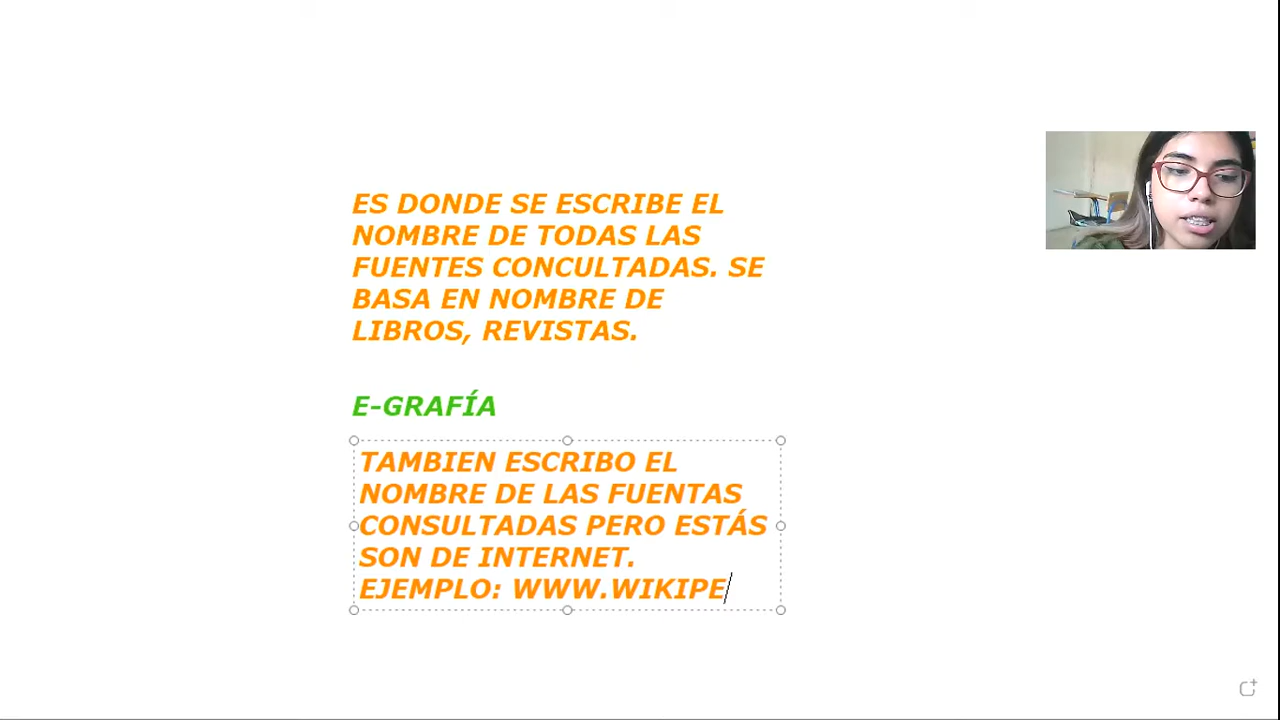 ES DONDE SE ESCRIBE EL
NOMBRE DE TODAS LAS
FUENTES CONCULTADAS. SE
BASA EN NOMBRE DE
LIBROS, REVISTAS.
E-GRAFÍA
TAMBIEN ESCRIBO EL
NOMBRE DE LAS FUENTAS
CONSULTADAS PERO ESTÁS
SON DE INTERNET.
EJEMPLO: WWW.WIKIPE